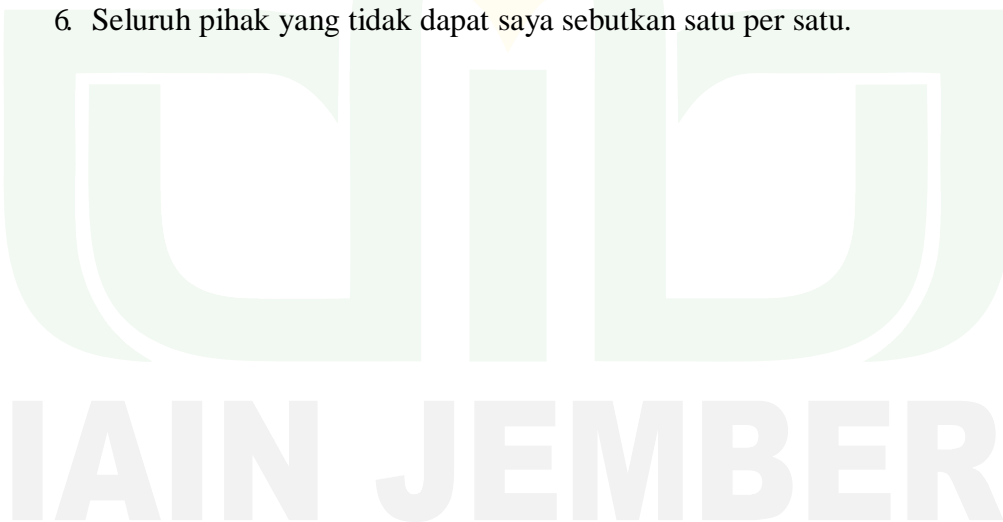 6. Seluruh pihak yang tidak dapat saya sebutkan satu per satu.
IAIN JEMBER